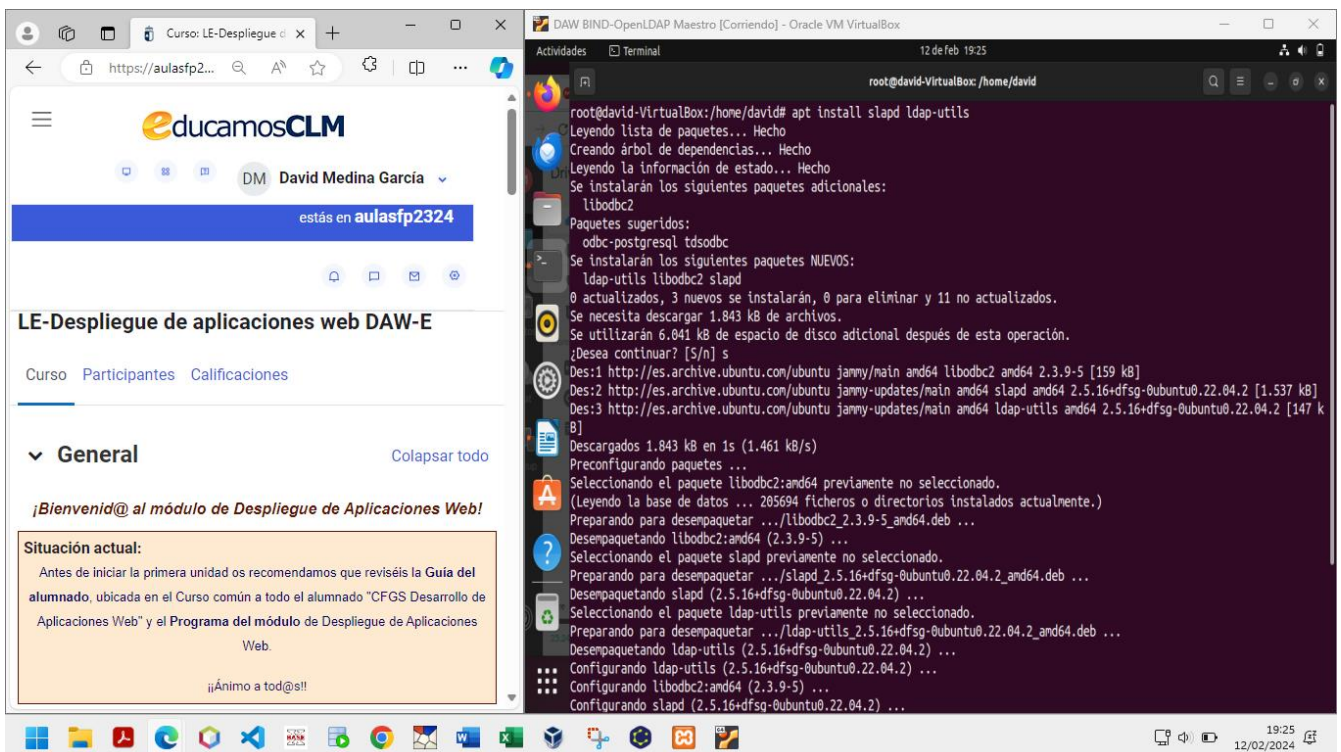 Curso: LE-Despliegue d
https://aulasfp2...
educamosCLM
DM David Medina García
estás en aulasfp2324
LE-Despliegue de aplicaciones web DAW-E
Curso Participantes Calificaciones
General Colapsar todo
¡Bienvenid@ al módulo de Despliegue de Aplicaciones Web!
Situación actual:
Antes de iniciar la primera unidad os recomendamos que reviséis la Guía del
alumnado, ubicada en el Curso común a todo el alumnado "CFGS Desarrollo de
Aplicaciones Web" y el Programa del módulo de Despliegue de Aplicaciones
Web.
¡¡Ánimo a tod@s!!
DAW BIND-OpenLDAP Maestro [Corriendo] - Oracle VM VirtualBox
Actividades Terminal 12 de feb 19:25
root@david-VirtualBox: /home/david
root@david-VirtualBox:/home/david# apt install slapd ldap-utils
Leyendo lista de paquetes... Hecho
Creando árbol de dependencias... Hecho
Leyendo la información de estado... Hecho
Se instalarán los siguientes paquetes adicionales:
libodbc2
Paquetes sugeridos:
odbc-postgresql tdsodbc
Se instalarán los siguientes paquetes NUEVOS:
ldap-utils libodbc2 slapd
0 actualizados, 3 nuevos se instalarán, 0 para eliminar y 11 no actualizados.
Se necesita descargar 1.843 kB de archivos.
Se utilizarán 6.041 kB de espacio de disco adicional después de esta operación.
¿Desea continuar? [S/n] s
Des:1 http://es.archive.ubuntu.com/ubuntu jammy/main amd64 libodbc2 amd64 2.3.9-5 [159 kB]
Des:2 http://es.archive.ubuntu.com/ubuntu jammy-updates/main amd64 slapd amd64 2.5.16+dfsg-0ubuntu0.22.04.2 [1.537 kB]
Des:3 http://es.archive.ubuntu.com/ubuntu jammy-updates/main amd64 ldap-utils amd64 2.5.16+dfsg-0ubuntu0.22.04.2 [147 k
B]
Descargados 1.843 kB en 1s (1.461 kB/s)
Preconfigurando paquetes ...
Seleccionando el paquete libodbc2:amd64 previamente no seleccionado.
(Leyendo la base de datos ... 205694 ficheros o directorios instalados actualmente.)
Preparando para desempaquetar .../libodbc2_2.3.9-5_amd64.deb ...
Desempaquetando libodbc2:amd64 (2.3.9-5) ...
Seleccionando el paquete slapd previamente no seleccionado.
Preparando para desempaquetar .../slapd_2.5.16+dfsg-0ubuntu0.22.04.2_amd64.deb ...
Desempaquetando slapd (2.5.16+dfsg-0ubuntu0.22.04.2) ...
Seleccionando el paquete ldap-utils previamente no seleccionado.
Preparando para desempaquetar .../ldap-utils_2.5.16+dfsg-0ubuntu0.22.04.2_amd64.deb ...
Desempaquetando ldap-utils (2.5.16+dfsg-0ubuntu0.22.04.2) ...
Configurando ldap-utils (2.5.16+dfsg-0ubuntu0.22.04.2) ...
Configurando libodbc2:amd64 (2.3.9-5) ...
Configurando slapd (2.5.16+dfsg-0ubuntu0.22.04.2) ...
19:25
12/02/2024